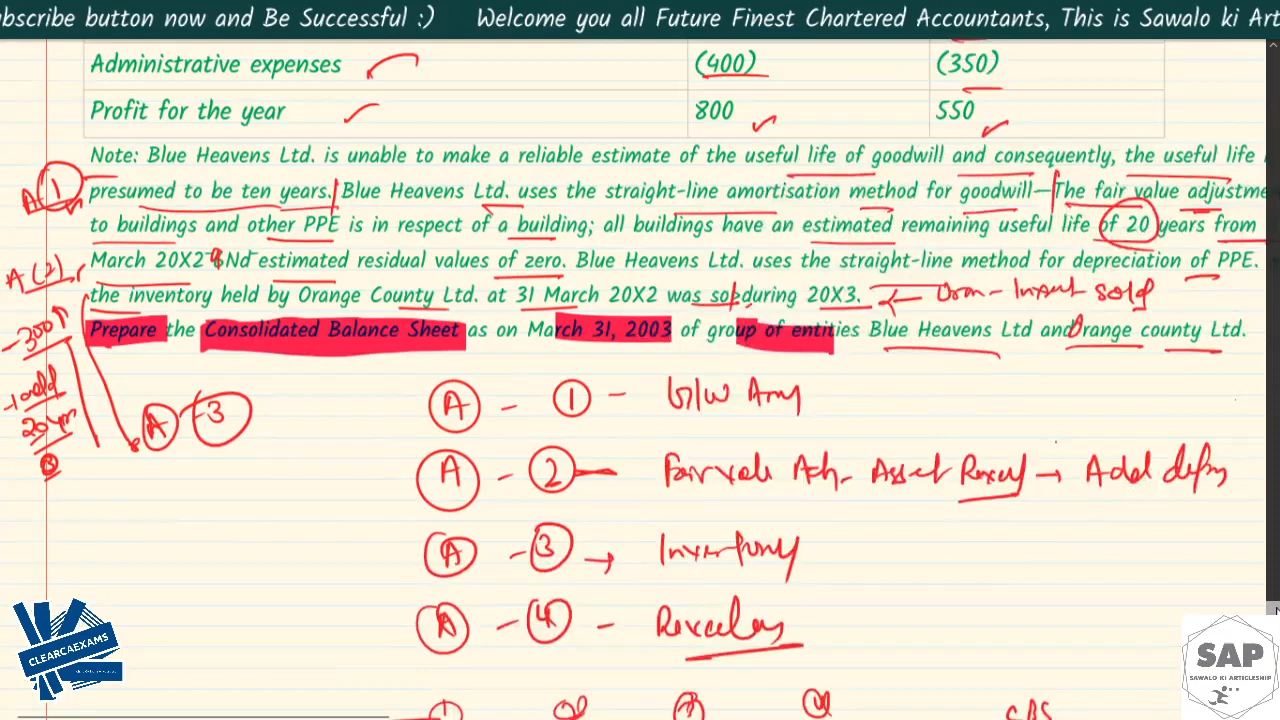 bscribe button now and Be Successful :) Welcome you all Future Finest Chartered Accountants, This is Sawalo ki Art
Administrative expenses (400) (350)
Profit for the year 800 550
Note: Blue Heavens Ltd. is unable to make a reliable estimate of the useful life of goodwill and consequently, the useful life
presumed to be ten years. Blue Heavens Ltd. uses the straight-line amortisation method for goodwill— The fair value adjustme
to buildings and other PPE is in respect of a building; all buildings have an estimated remaining useful life of 20 years from
March 20X2 Nd estimated residual values of zero. Blue Heavens Ltd. uses the straight-line method for depreciation of PPE.
the inventory held by Orange County Ltd. at 31 March 20X2 was sold during 20X3.
Prepare the Consolidated Balance Sheet as on March 31, 2003 of group of entities Blue Heavens Ltd and Orange county Ltd.
A 1
A (2)
300
A - 3
A - 1 - G/W
A - 2 - Asset → Add
A - 3 → Inventory
A - 4 -
CBS
CLEARCAEXAMS
SAP
SAWALO KI ARTICLESHIP